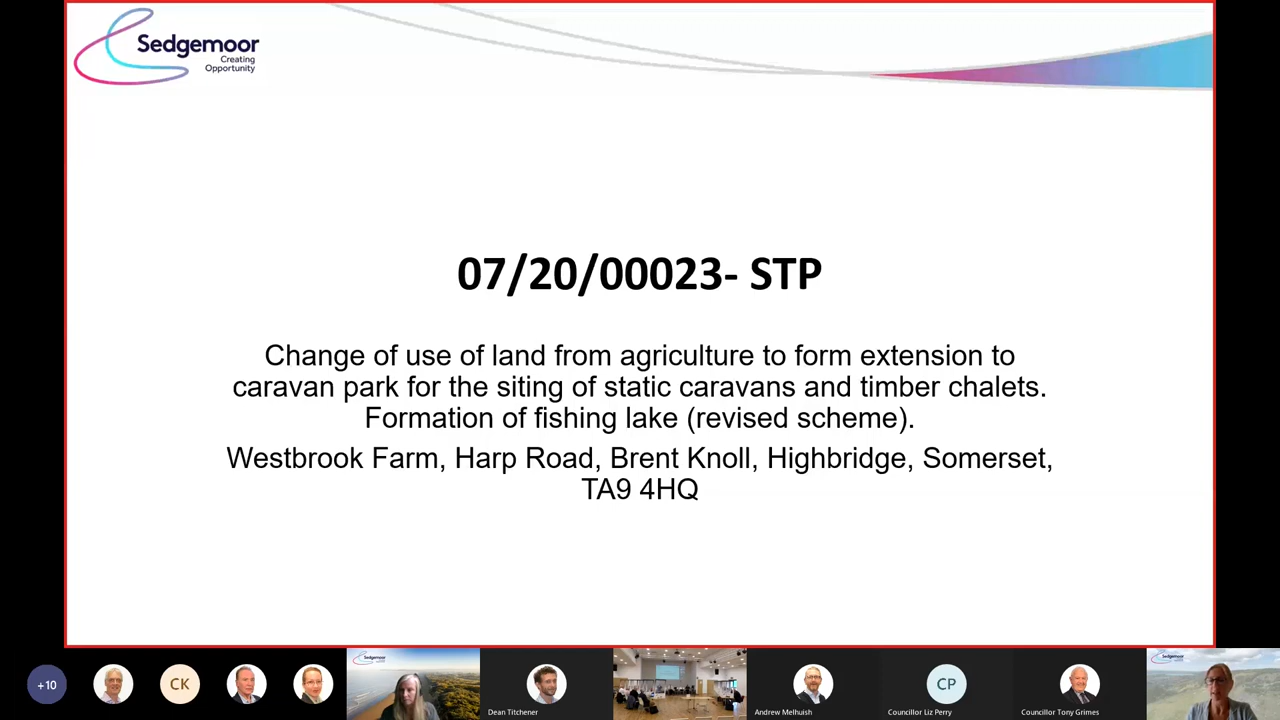 Sedgemoor
Creating
Opportunity
07/20/00023- STP
Change of use of land from agriculture to form extension to
caravan park for the siting of static caravans and timber chalets.
Formation of fishing lake (revised scheme).
Westbrook Farm, Harp Road, Brent Knoll, Highbridge, Somerset,
TA9 4HQ
+10
CK
Sedgemoor
Dean Titchener
Andrew Melhuish
CP
Councillor Liz Perry
Councillor Tony Grimes
Sedgemoor